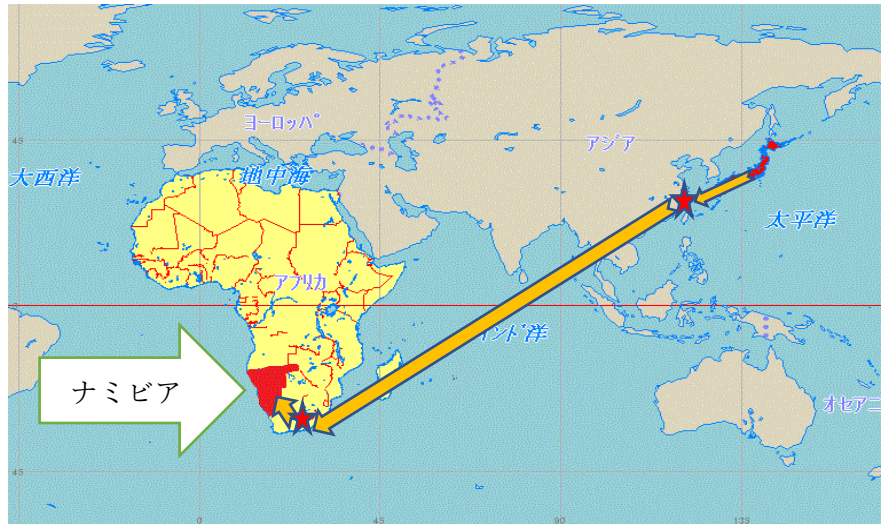 ヨーロッパ
アジア
大西洋
地中海
太平洋
アフリカ
インド洋
ナミビア
オセアニ
45
0
45
0
45
90
135